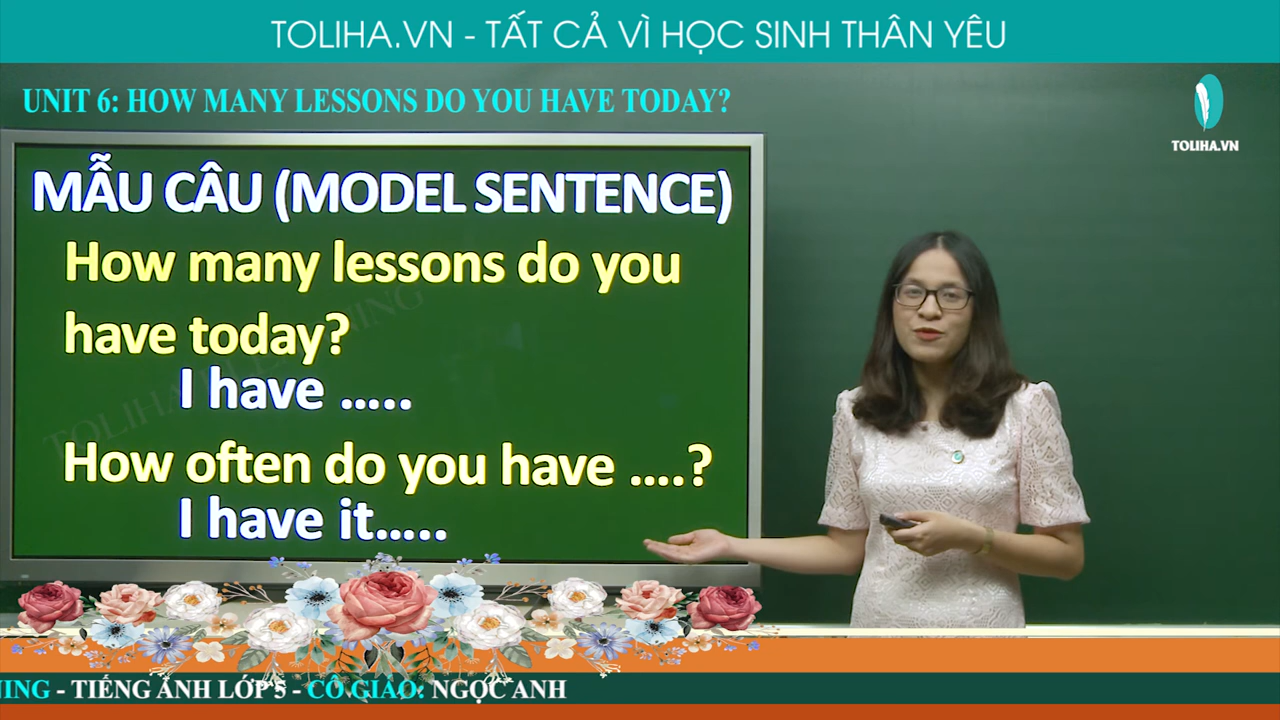 TOLIHA.VN - TẤT CẢ VÌ HỌC SINH THÂN YÊU
UNIT 6: HOW MANY LESSONS DO YOU HAVE TODAY?
TOLIHA.VN
MẪU CÂU (MODEL SENTENCE)
How many lessons do you
have today?
I have .....
How often do you have ....?
I have it.....
NING - TIẾNG ANH LỚP 5 - CÔ GIÁO: NGỌC ANH